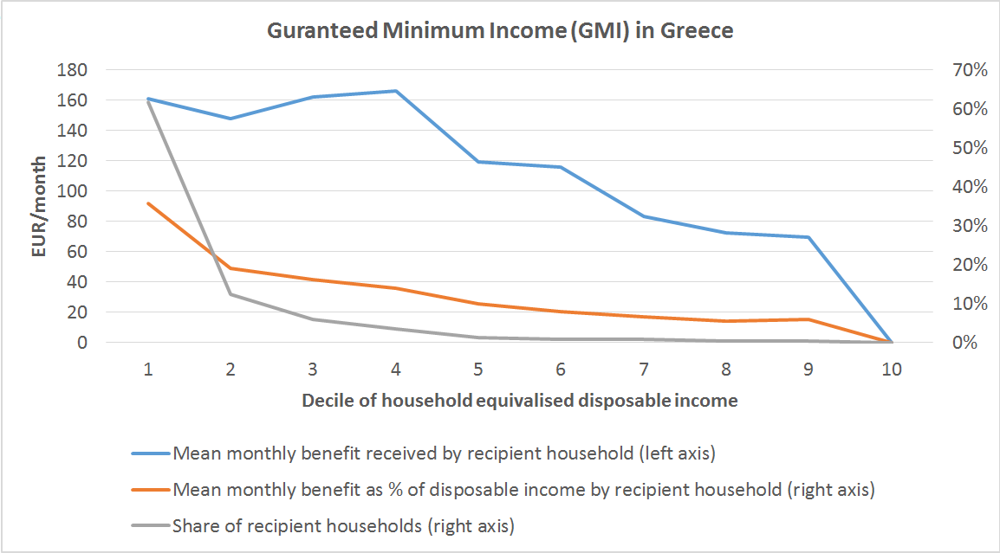 Guranteed Minimum Income (GMI) in Greece
180
160
140
120
100
80
60
40
20
0
EUR/month
70%
60%
50%
40%
30%
20%
10%
0%
1 2 3 4 5 6 7 8 9 10
Decile of household equivalised disposable income
Mean monthly benefit received by recipient household (left axis)
Mean monthly benefit as % of disposable income by recipient household (right axis)
Share of recipient households (right axis)